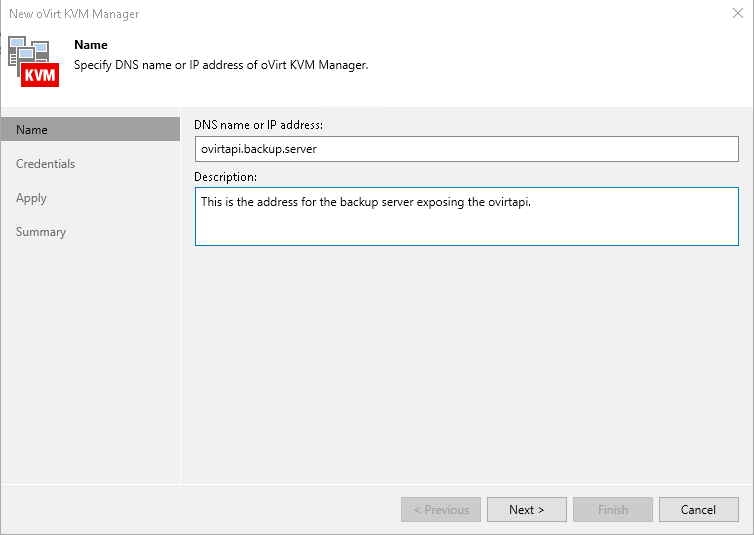 New oVirt KVM Manager
Name
Specify DNS name or IP address of oVirt KVM Manager.
KVM
Name
Credentials
Apply
Summary
DNS name or IP address:
ovirtapi.backup.server
Description:
This is the address for the backup server exposing the ovirtapi.
< Previous
Next >
Finish
Cancel